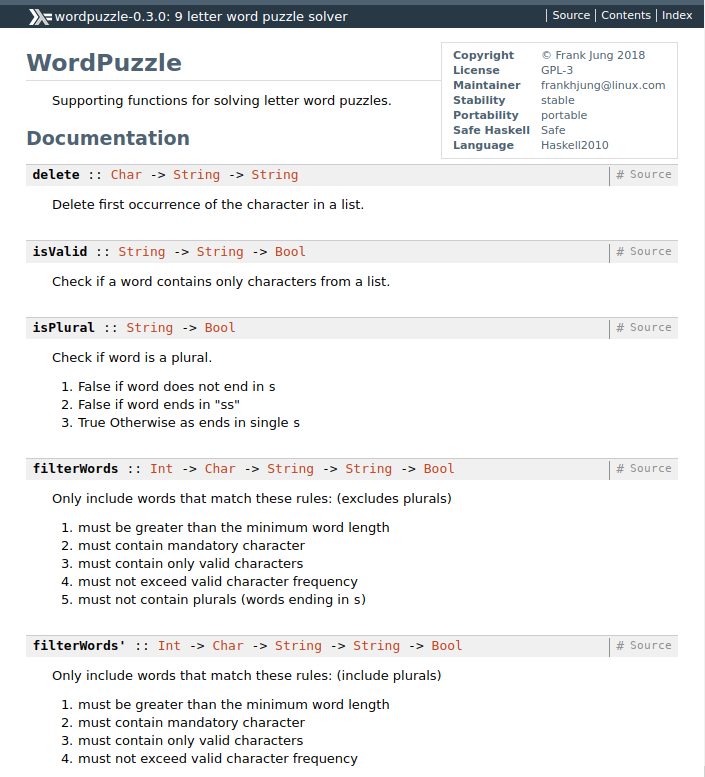 wordpuzzle-0.3.0: 9 letter word puzzle solver
Source | Contents | Index
WordPuzzle
Copyright © Frank Jung 2018
License GPL-3
Maintainer frankhjung@linux.com
Stability stable
Portability portable
Safe Haskell Safe
Language Haskell2010
Supporting functions for solving letter word puzzles.
Documentation
delete :: Char -> String -> String # Source
Delete first occurrence of the character in a list.
isValid :: String -> String -> Bool # Source
Check if a word contains only characters from a list.
isPlural :: String -> Bool # Source
Check if word is a plural.
1. False if word does not end in s
2. False if word ends in "ss"
3. True Otherwise as ends in single s
filterWords :: Int -> Char -> String -> String -> Bool # Source
Only include words that match these rules: (excludes plurals)
1. must be greater than the minimum word length
2. must contain mandatory character
3. must contain only valid characters
4. must not exceed valid character frequency
5. must not contain plurals (words ending in s)
filterWords' :: Int -> Char -> String -> String -> Bool # Source
Only include words that match these rules: (include plurals)
1. must be greater than the minimum word length
2. must contain mandatory character
3. must contain only valid characters
4. must not exceed valid character frequency